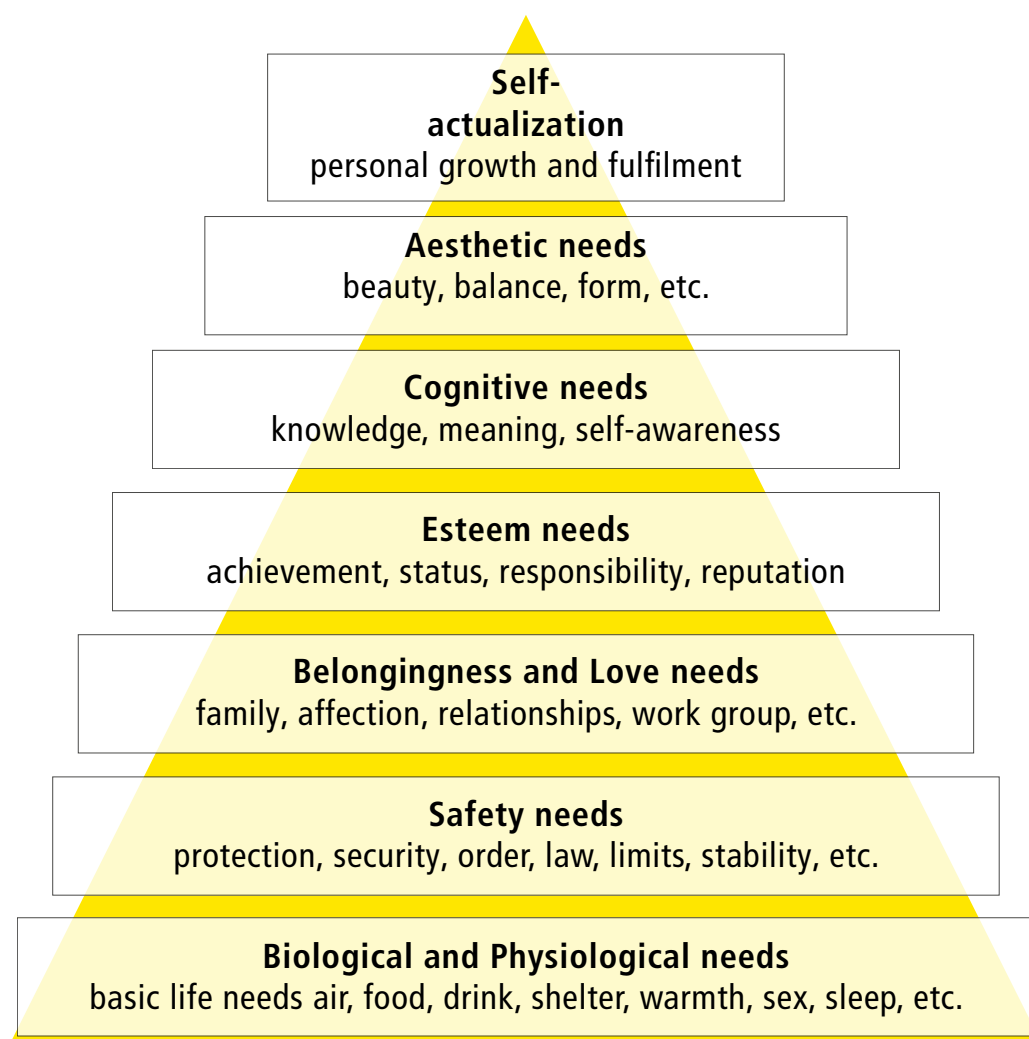 Self-
actualization
personal growth and fulfilment
Aesthetic needs
beauty, balance, form, etc.
Cognitive needs
knowledge, meaning, self-awareness
Esteem needs
achievement, status, responsibility, reputation
Belongingness and Love needs
family, affection, relationships, work group, etc.
Safety needs
protection, security, order, law, limits, stability, etc.
Biological and Physiological needs
basic life needs air, food, drink, shelter, warmth, sex, sleep, etc.